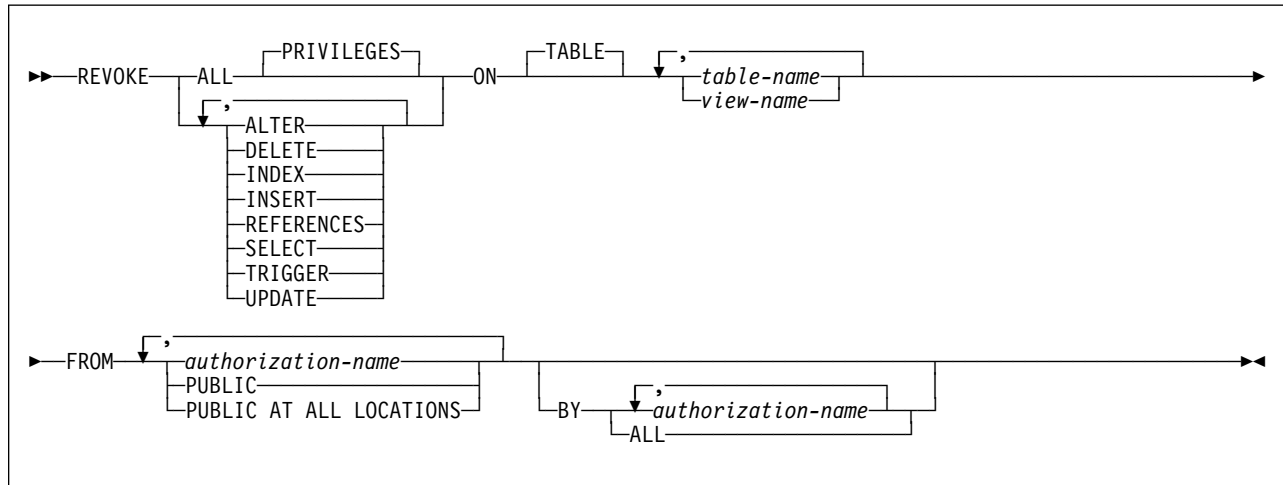 PRIVILEGES TABLE ,
REVOKE ALL ON table-name
, view-name
ALTER
DELETE
INDEX
INSERT
REFERENCES
SELECT
TRIGGER
UPDATE
,
FROM authorization-name
PUBLIC ,
PUBLIC AT ALL LOCATIONS BY authorization-name
ALL